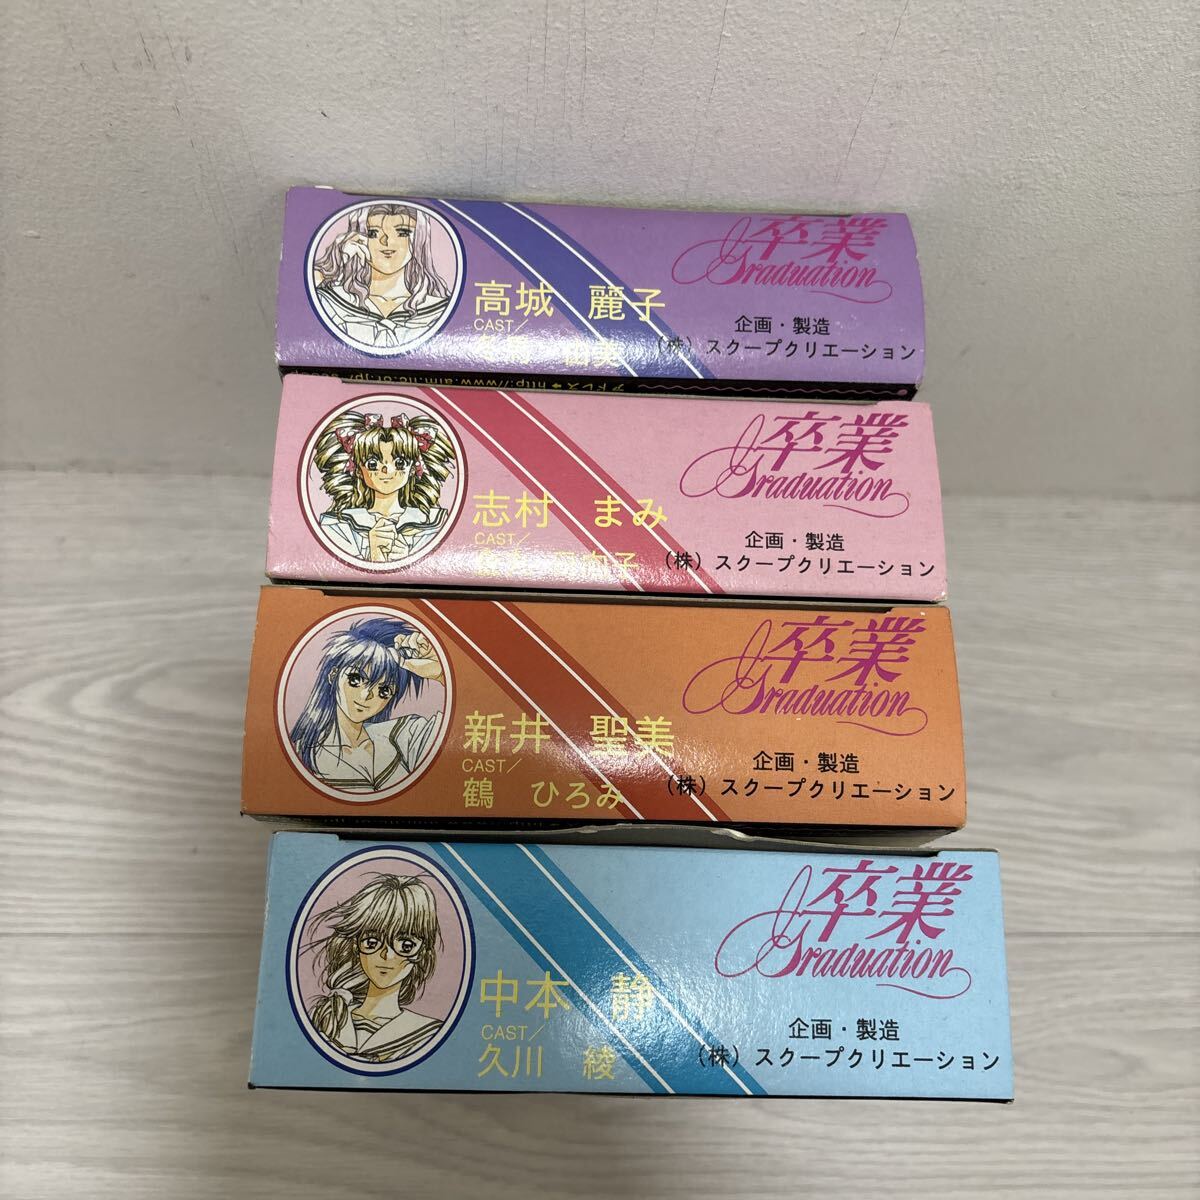 卒業
Graduation
高城 麗子
CAST／
冬馬 由美
企画・製造
（株）スクープクリエーション
卒業
Graduation
志村 まみ
CAST／
企画・製造
（株）スクープクリエーション
卒業
Graduation
新井 聖美
CAST／
鶴 ひろみ
企画・製造
（株）スクープクリエーション
卒業
Graduation
中本 静
CAST／
久川 綾
企画・製造
（株）スクープクリエーション